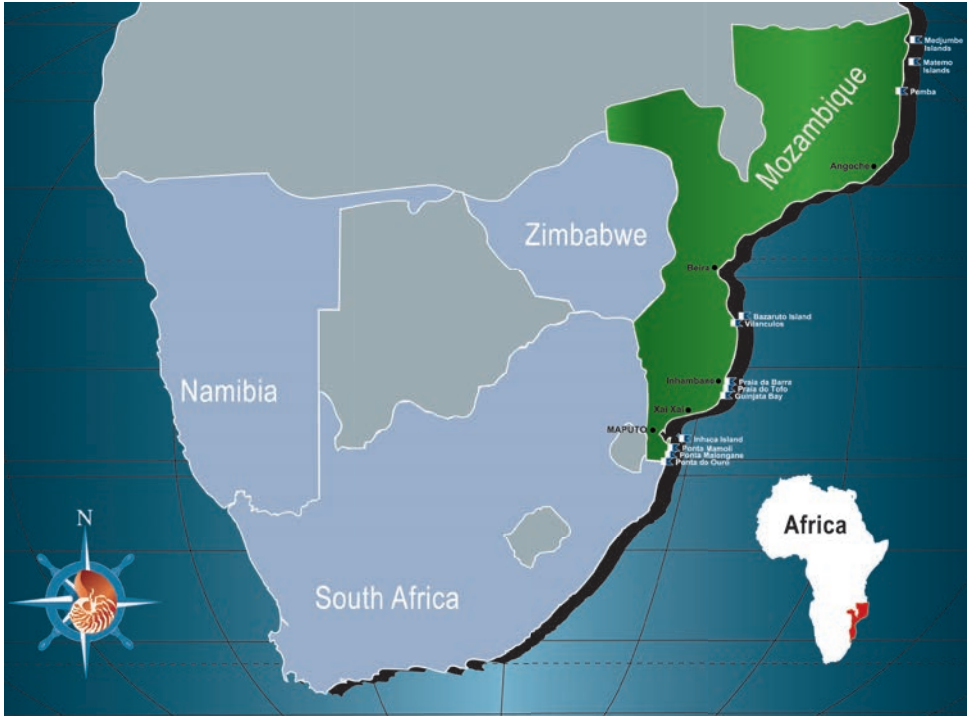 Medjumbe
Islands
Matemo
Islands
Pemba
Mozambique
Angoche
Zimbabwe
Beira
Bazaruto Island
Vilanculos
Namibia
Inhambane
Praia da Barra
Praia do Tofo
Guinjata Bay
Xai Xai
MAPUTO
Inhaca Island
Ponta Mamoli
Ponta Malongane
Ponta do Ouro
N
Africa
South Africa